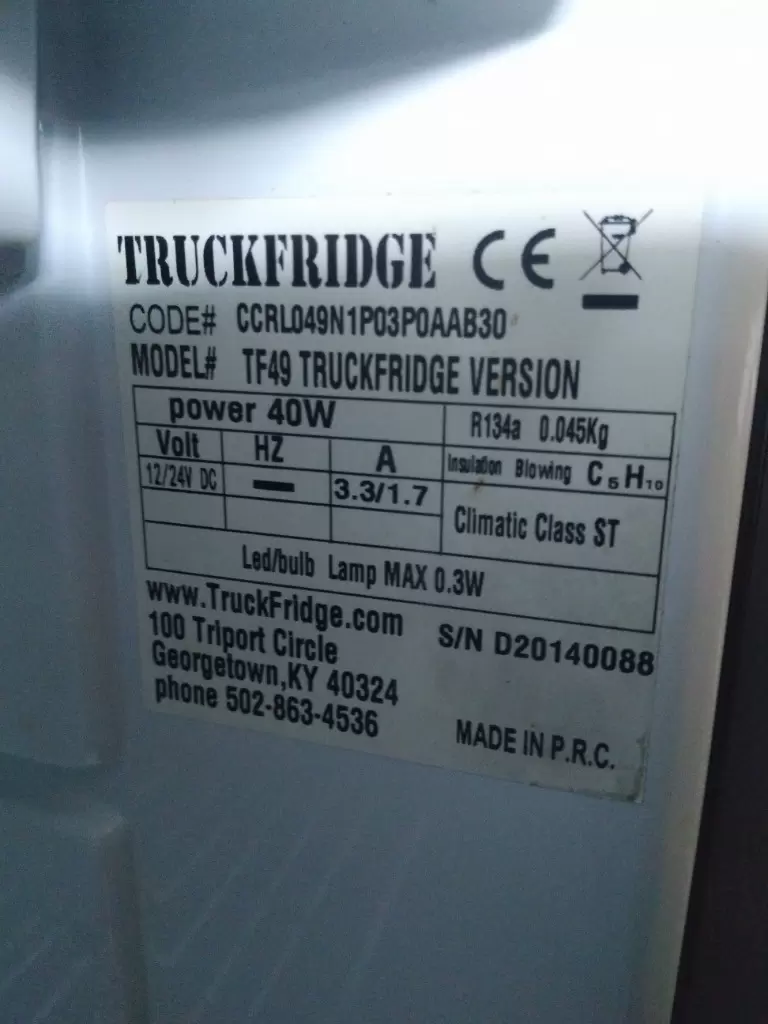 TRUCKFRIDGE CE
CODE# CCRL049N1P03P0AAB30
MODEL# TF49 TRUCKFRIDGE VERSION
power 40W
R134a 0.045Kg
Volt HZ A
Insulation Blowing C5H10
12/24V DC — 3.3/1.7
Climatic Class ST
Led/bulb Lamp MAX 0.3W
www.TruckFridge.com
S/N D20140088
100 Triport Circle
Georgetown,KY 40324
phone 502-863-4536
MADE IN P.R.C.